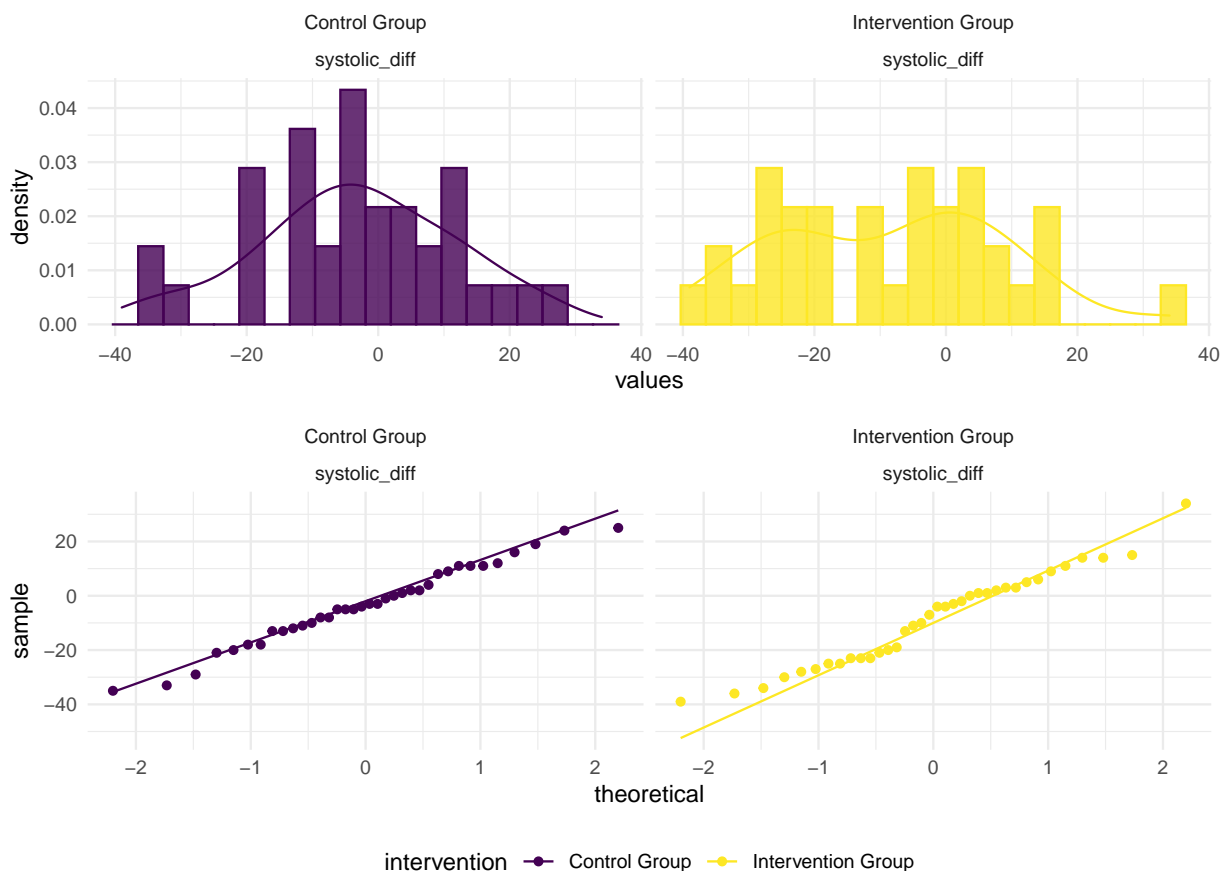 Control Group Intervention Group
systolic_diff systolic_diff
0.04
0.03
0.02
0.01
0.00
density
−40 −20 0 20 40 −40 −20 0 20 40
values
Control Group Intervention Group
systolic_diff systolic_diff
20
0
−20
−40
sample
−2 −1 0 1 2 −2 −1 0 1 2
theoretical
intervention Control Group Intervention Group